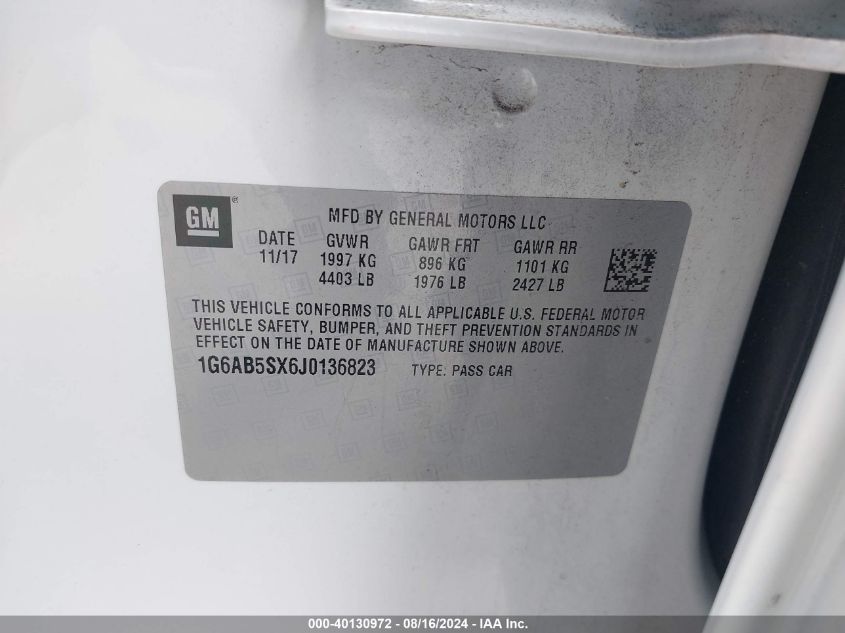 GM®
MFD BY GENERAL MOTORS LLC
DATE GVWR GAWR FRT GAWR RR
11/17 1997 KG 896 KG 1101 KG
4403 LB 1976 LB 2427 LB
THIS VEHICLE CONFORMS TO ALL APPLICABLE U.S. FEDERAL MOTOR
VEHICLE SAFETY, BUMPER, AND THEFT PREVENTION STANDARDS IN
EFFECT ON THE DATE OF MANUFACTURE SHOWN ABOVE.
1G6AB5SX6J0136823 TYPE: PASS CAR
000-40130972 - 08/16/2024 - IAA Inc.